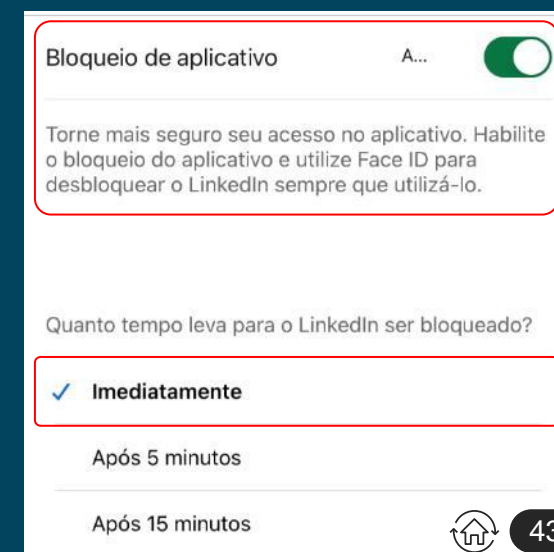 Bloqueio de aplicativo A...
Torne mais seguro seu acesso no aplicativo. Habilite
o bloqueio do aplicativo e utilize Face ID para
desbloquear o LinkedIn sempre que utilizá-lo.
Quanto tempo leva para o LinkedIn ser bloqueado?
Imediatamente
Após 5 minutos
Após 15 minutos
43